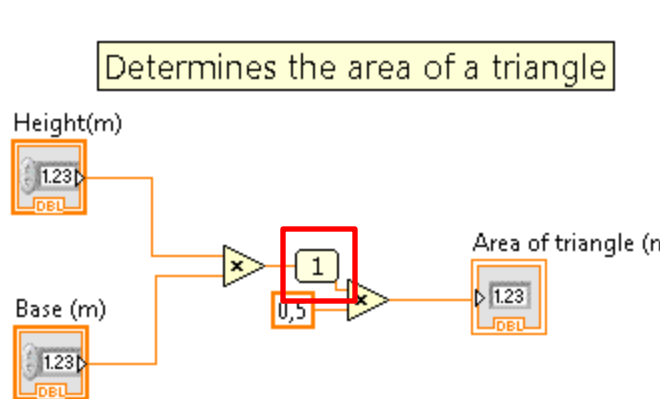 Determines the area of a triangle
Height(m)
1.23
DBL
×
1
×
0,5
Area of triangle (
1.23
DBL
Base (m)
1.23
DBL